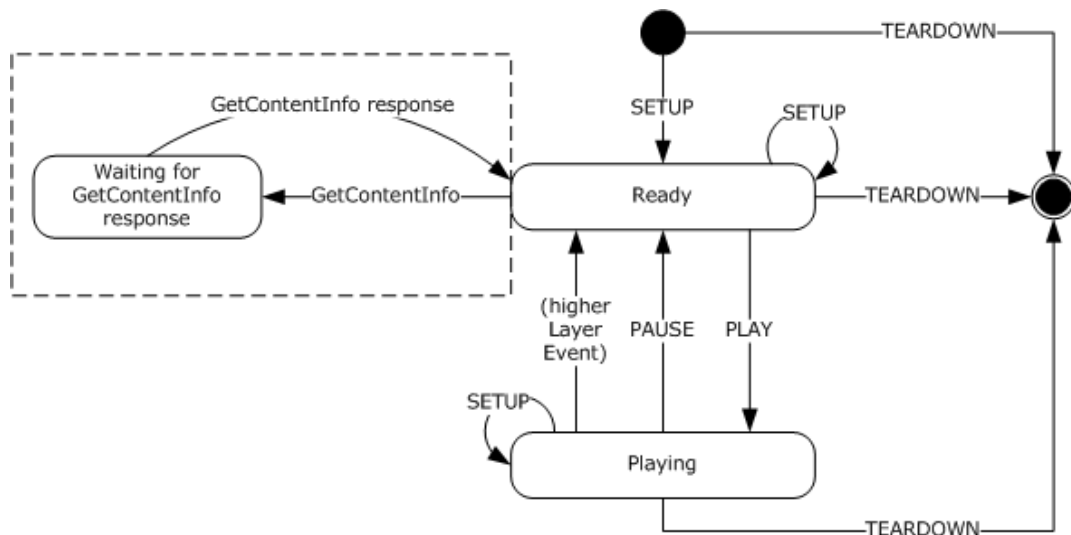 TEARDOWN
GetContentInfo response
SETUP
SETUP
Waiting for
GetContentInfo
response
GetContentInfo
Ready
TEARDOWN
(higher
Layer
Event)
PAUSE
PLAY
SETUP
Playing
TEARDOWN